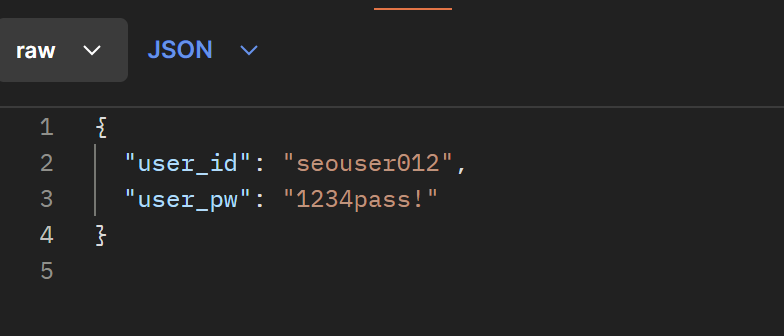 raw JSON
1 {
2 "user_id": "seouser012",
3 "user_pw": "1234pass!"
4 }
5